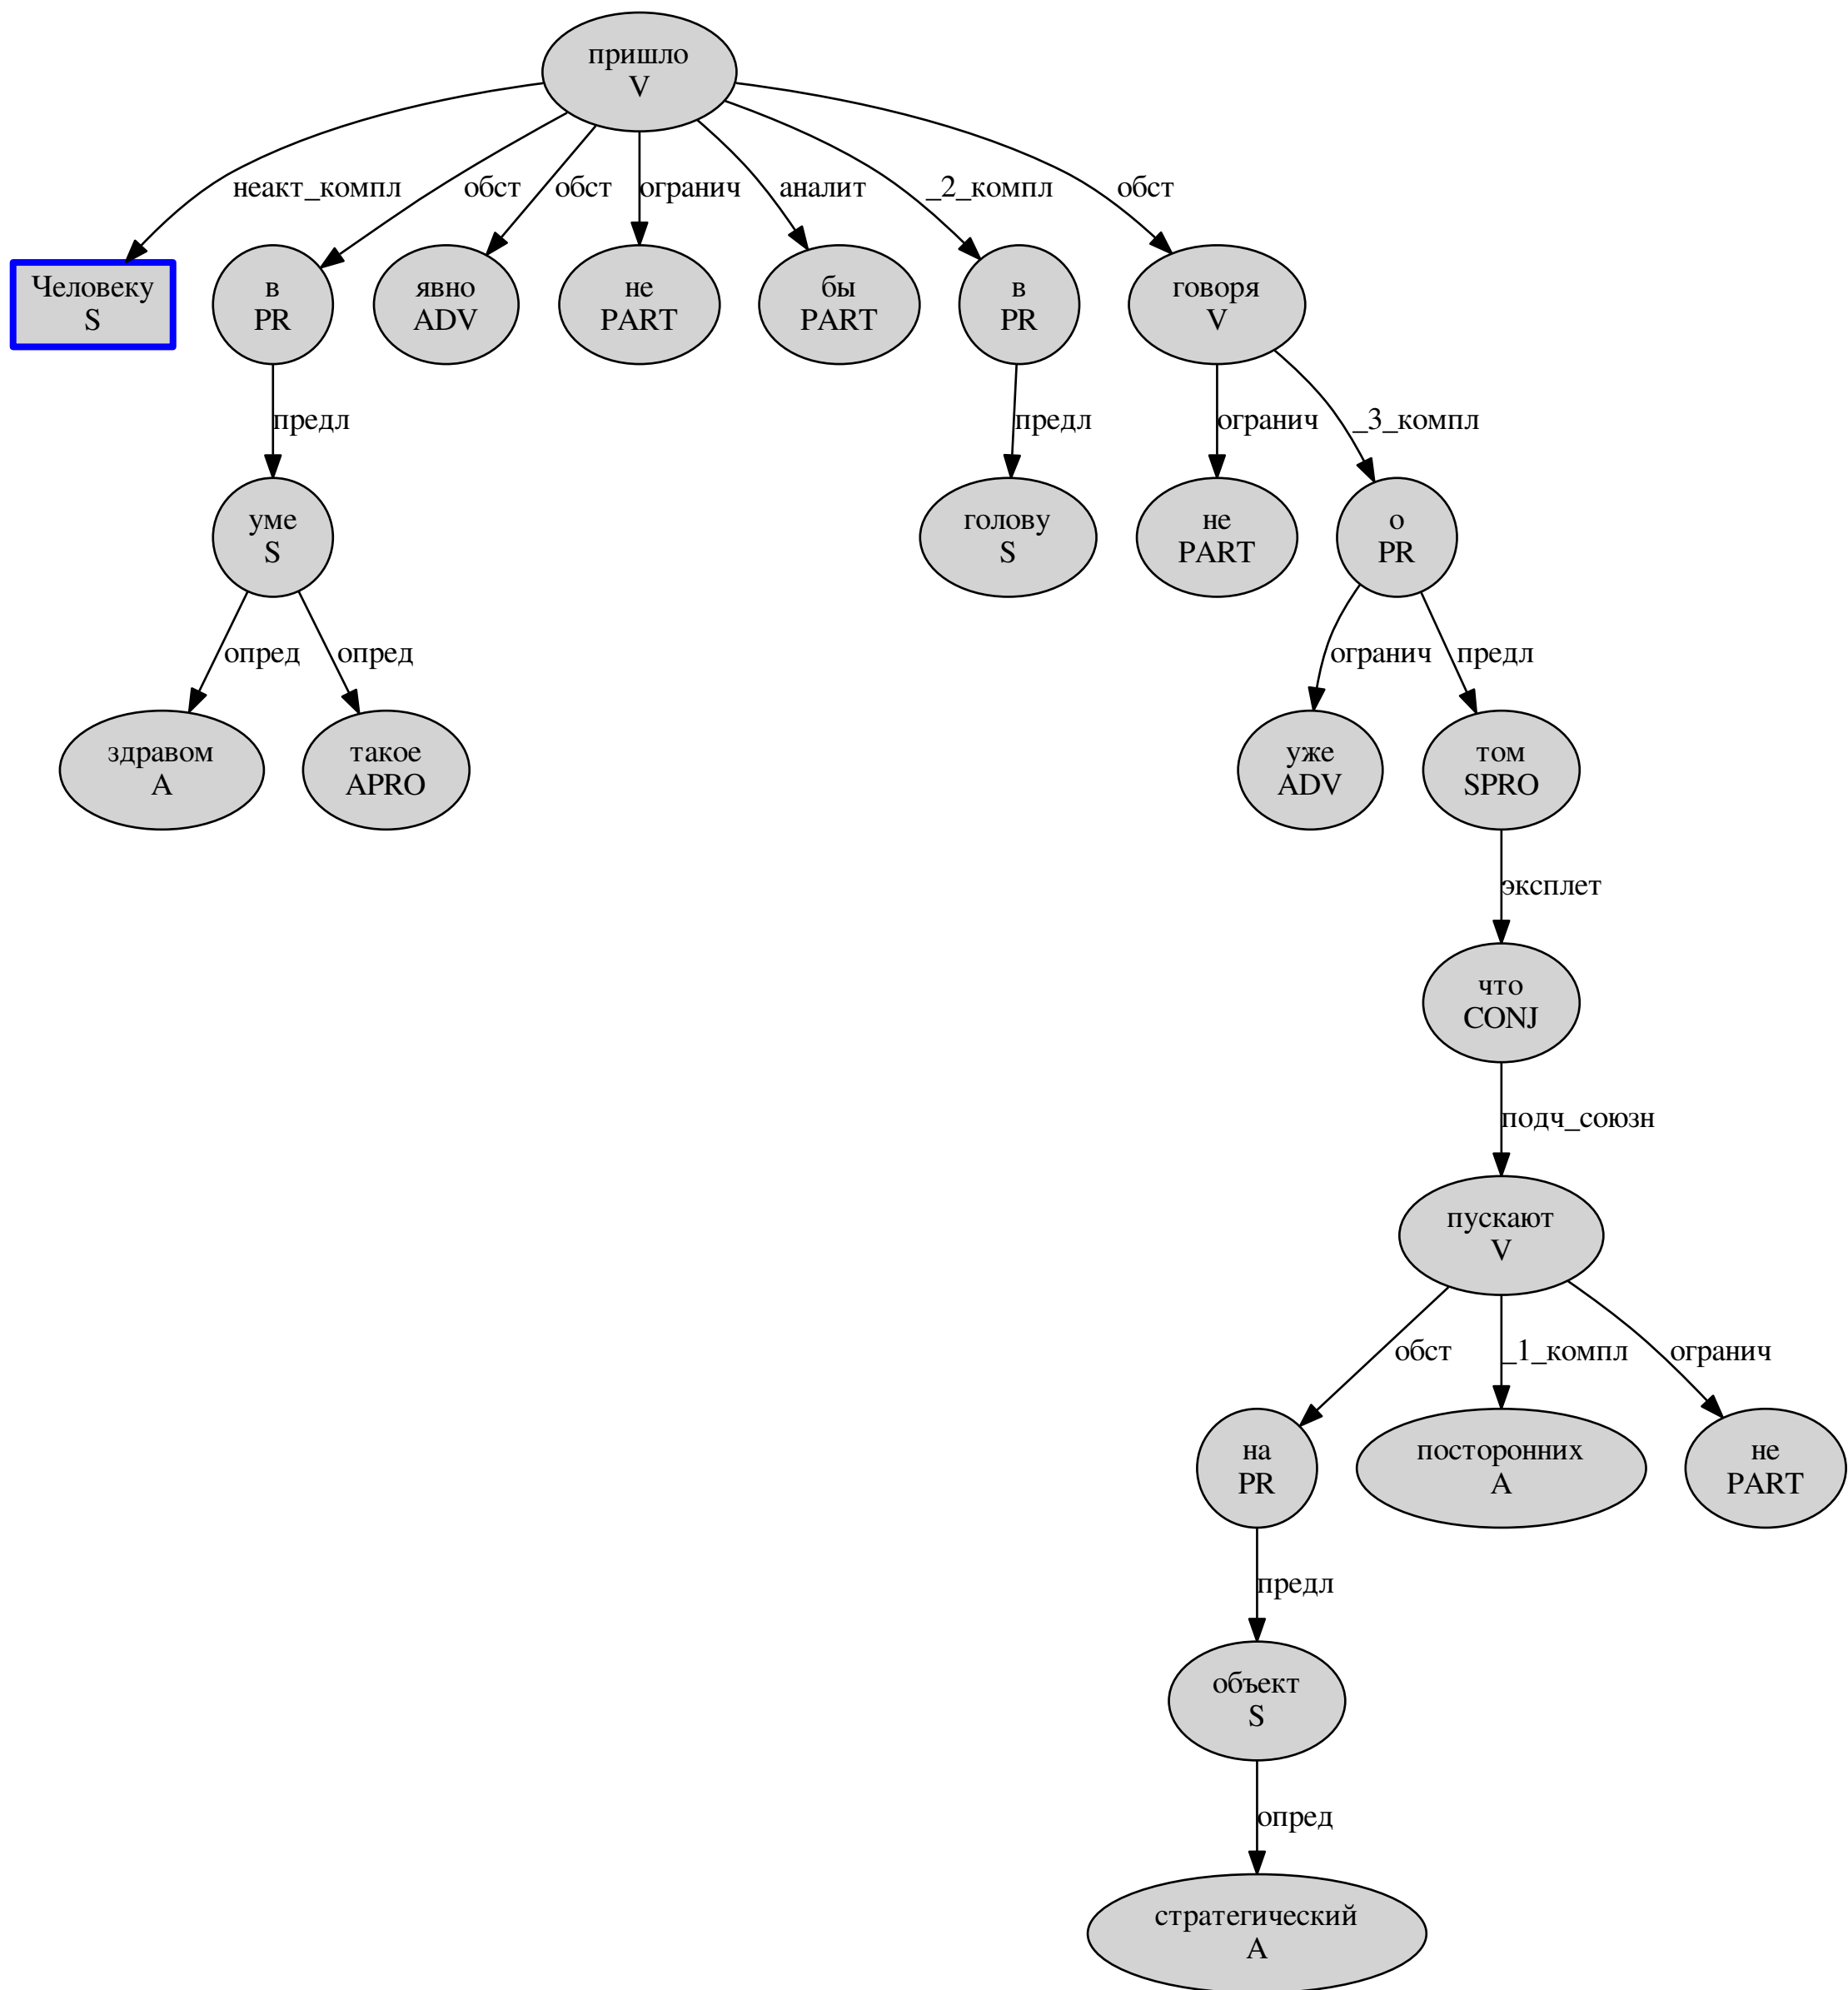 пришло
V
неакт_компл
обст
обст
огранич
аналит
_2_компл
обст
Человеку
S
в
PR
явно
ADV
не
PART
бы
PART
в
PR
говоря
V
предл
предл
огранич
_3_компл
уме
S
голову
S
не
PART
о
PR
опред
опред
огранич
предл
здравом
A
такое
APRO
уже
ADV
том
SPRO
эксплет
что
CONJ
подч_союзн
пускают
V
обст
_1_компл
огранич
на
PR
посторонних
A
не
PART
предл
объект
S
опред
стратегический
A